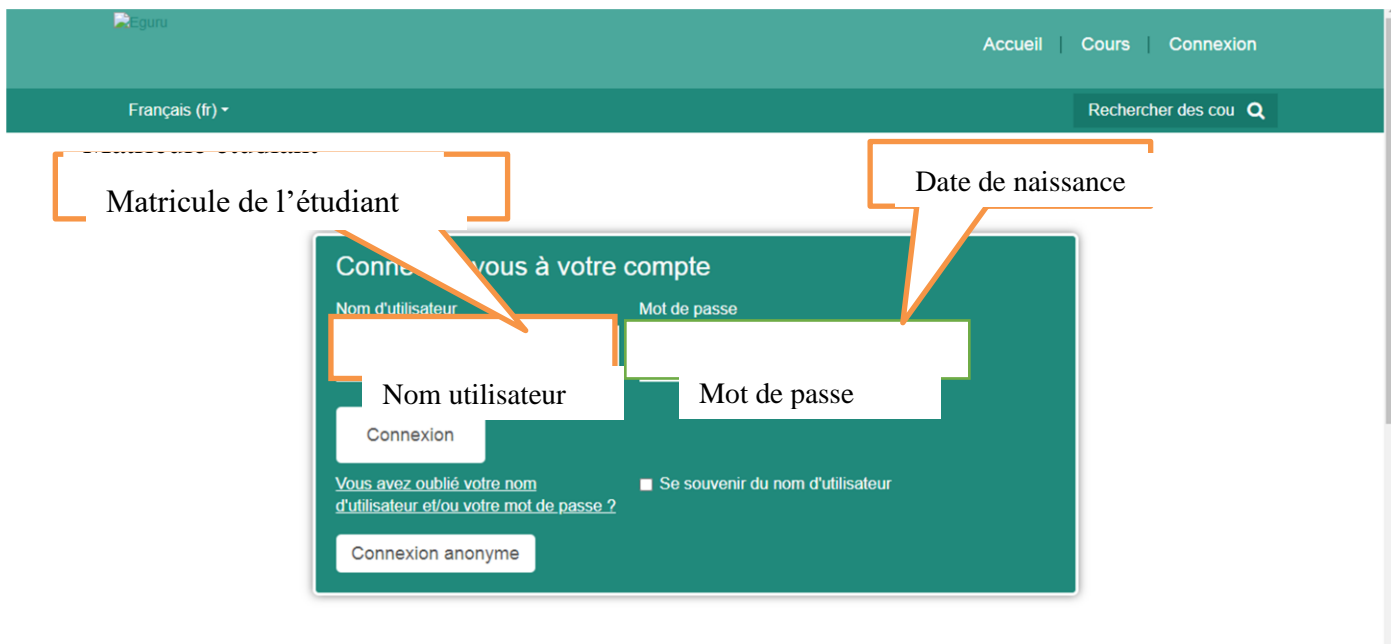 Eguru
Accueil | Cours | Connexion
Français (fr)
Rechercher des cou
Matricule étudiant
Matricule de l’étudiant
Date de naissance
vous à votre compte
Nom d'utilisateur
Mot de passe
Nom utilisateur
Mot de passe
Connexion
Vous avez oublié votre nom
d'utilisateur et/ou votre mot de passe ?
Se souvenir du nom d'utilisateur
Connexion anonyme